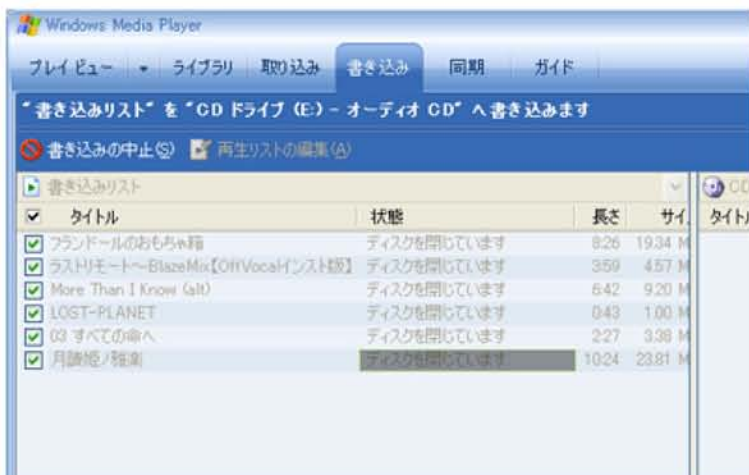 Windows Media Player
プレイ ビュー ライブラリ 取り込み 書き込み 同期 ガイド
"書き込みリスト" を "CD ドライブ (E:) - オーディオ CD" へ書き込みます
書き込みの中止(S) 再生リストの編集(A)
書き込みリスト CD
タイトル 状態 長さ サイ タイトル
フランドールのおもちゃ箱 ディスクを閉じています 8:26 19.34 M
ラストリモート～BlazeMix【OffVocalインスト版】 ディスクを閉じています 3:59 4.57 M
More Than I Know (alt) ディスクを閉じています 6:42 9.20 M
LOST-PLANET ディスクを閉じています 0:43 1.00 M
03 すべての命へ ディスクを閉じています 2:27 3.38 M
月読姫ノ雅楽 ディスクを閉じています 10:24 23.81 M